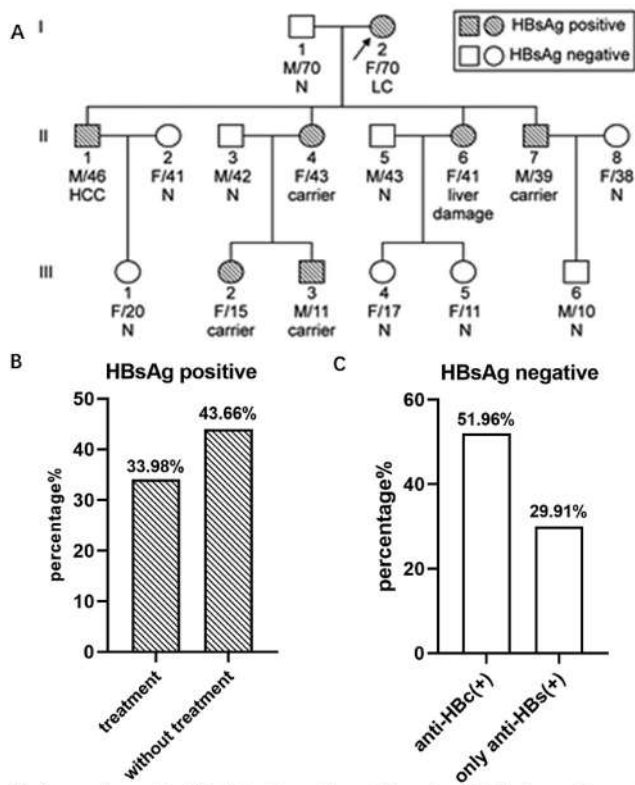 A
I
1
M/70
N
2
F/70
LC
HBsAg positive
HBsAg negative
II
1
M/46
HCC
2
F/41
N
3
M/42
N
4
F/43
carrier
5
M/43
N
6
F/41
liver
damage
7
M/39
carrier
8
F/38
N
III
1
F/20
N
2
F/15
carrier
3
M/11
carrier
4
F/17
N
5
F/11
N
6
M/10
N
B
HBsAg positive
percentage%
50
40
30
20
10
0
33.98%
43.66%
treatment
without treatment
C
HBsAg negative
percentage%
60
40
20
0
51.96%
29.91%
anti-HBc(+)
only anti-HBs(+)